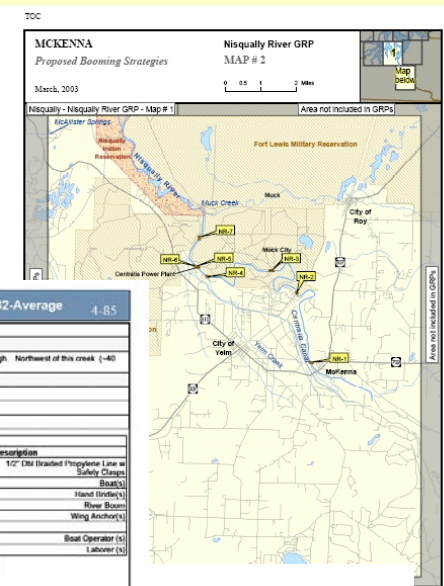 TOC
MCKENNA
Proposed Booming Strategies
March, 2003
Nisqually River GRP
MAP # 2
0 0.5 1 2 Miles
1
Map
below
Nisqually - Nisqually River GRP - Map # 1
Area not included in GRPs
McAllister Springs
Nisqually
Indian
Reservation
Nisqually River
Fort Lewis Military Reservation
Muck Creek
Muck
City of
Roy
NR-7
NR-6
NR-5
NR-4
Muck City
NR-3
NR-2
Centralia Power Plant
Centralia Canal
City of
Yelm
Yelm Creek
NR-1
McKenna
Area not included in GRPs
32-Average 4-85
gh. Northwest of this creek (~40
escription
1/2" Dbl Braided Propylene Line w
Safety Clasps
Boat(s)
Hand Bridle(s)
River Boom
Wing Anchor(s)
Boat Operator (s)
Laborer (s)